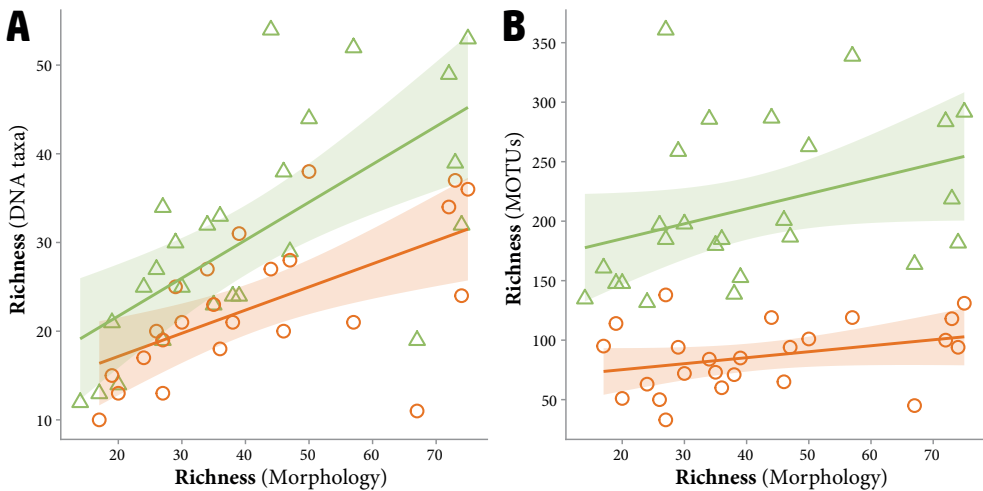 A
Richness (DNA taxa)
50
40
30
20
10
20 30 40 50 60 70
Richness (Morphology)
B
Richness (MOTUs)
350
300
250
200
150
100
50
20 30 40 50 60 70
Richness (Morphology)